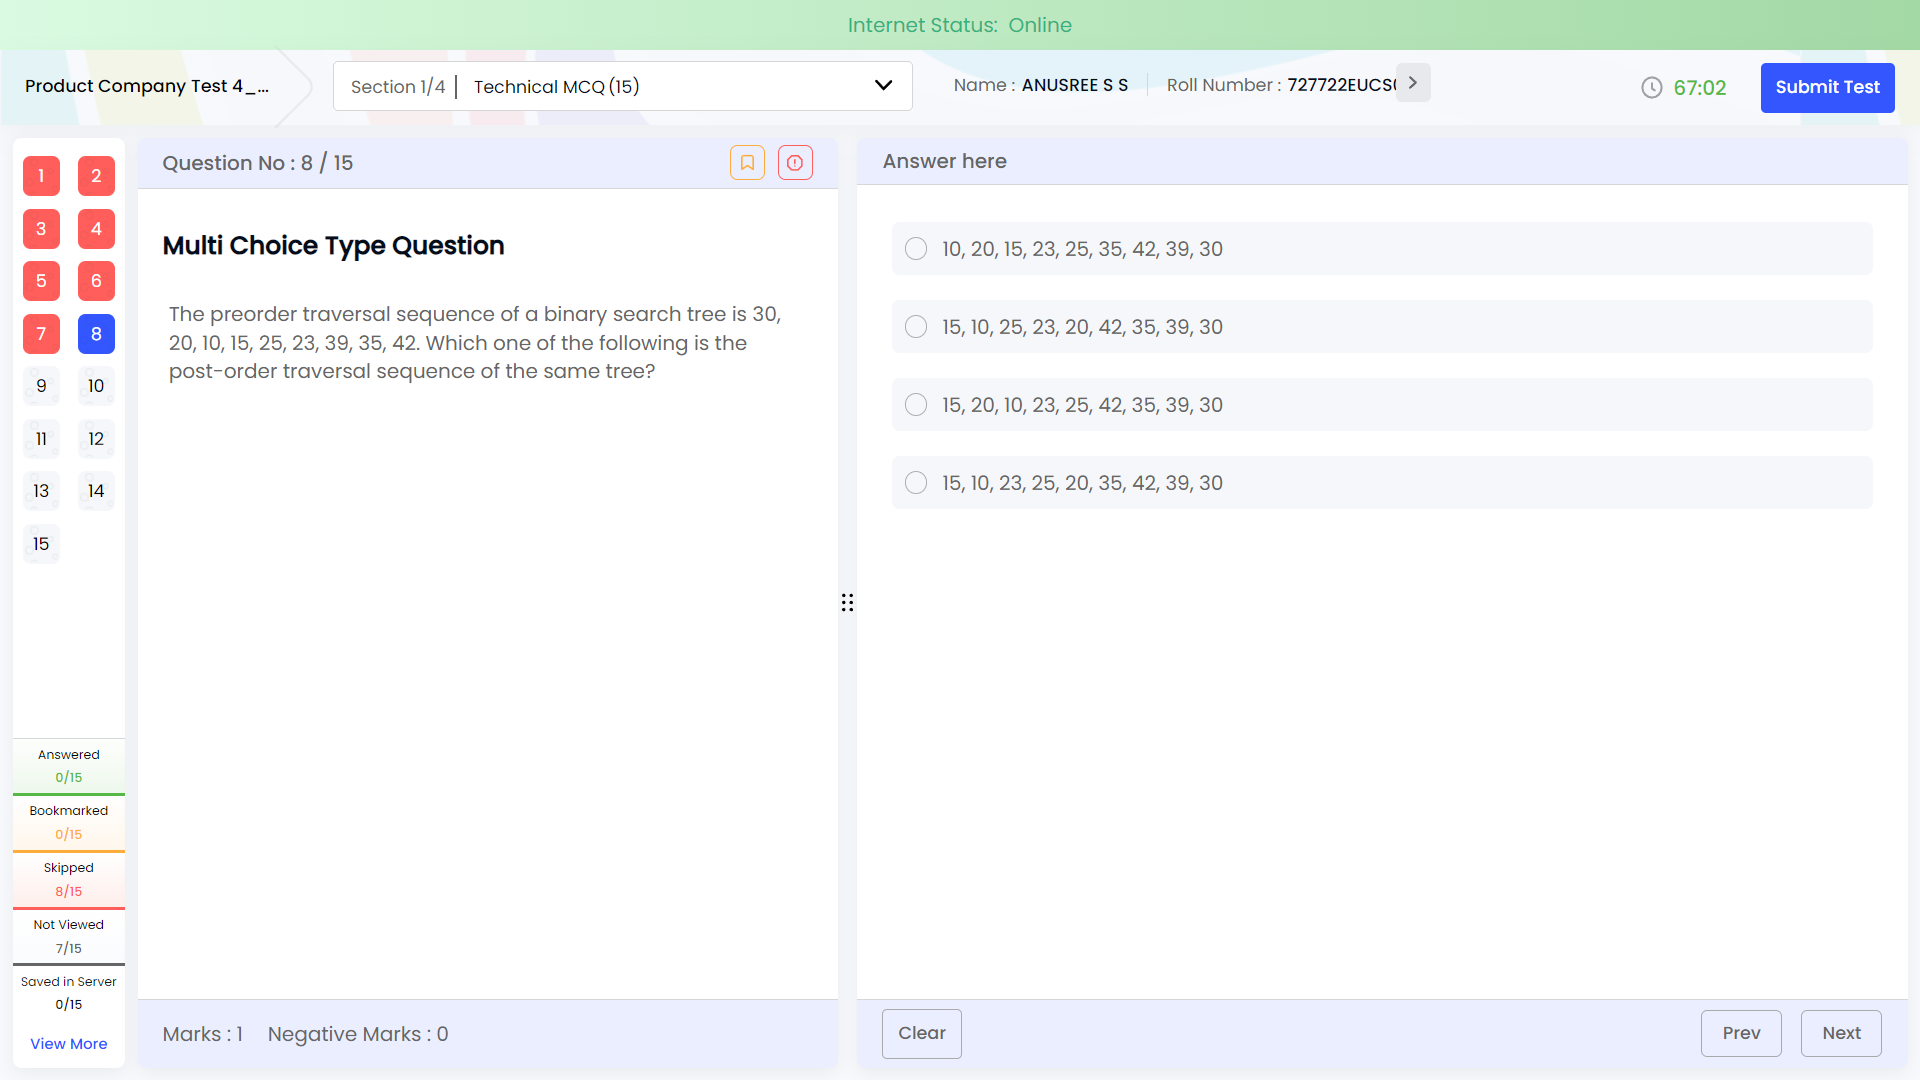 Internet Status: Online
Product Company Test 4_...
Section 1/4 | Technical MCQ (15)
Name : ANUSREE S S
Roll Number : 727722EUCS
67:02
Submit Test
1 2
3 4
5 6
7 8
9 10
11 12
13 14
15
Answered
0/15
Bookmarked
0/15
Skipped
8/15
Not Viewed
7/15
Saved in Server
0/15
View More
Question No : 8 / 15
Multi Choice Type Question
The preorder traversal sequence of a binary search tree is 30,
20, 10, 15, 25, 23, 39, 35, 42. Which one of the following is the
post-order traversal sequence of the same tree?
Marks : 1 Negative Marks : 0
Answer here
10, 20, 15, 23, 25, 35, 42, 39, 30
15, 10, 25, 23, 20, 42, 35, 39, 30
15, 20, 10, 23, 25, 42, 35, 39, 30
15, 10, 23, 25, 20, 35, 42, 39, 30
Clear
Prev
Next